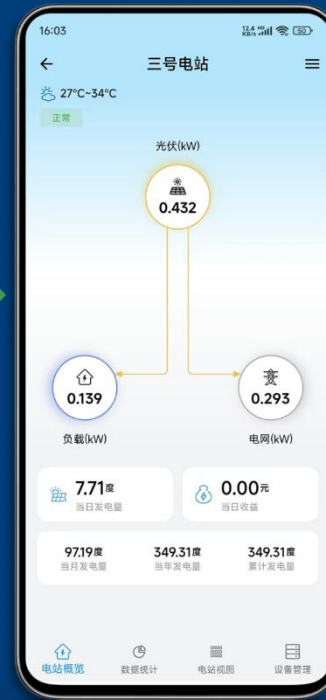 16:03
12.4 KB/s HD 50
三号电站
27°C~34°C
正常
光伏(kW)
0.432
0.139
0.293
负载(kW)
电网(kW)
7.71度
当日发电量
0.00元
当日收益
97.19度
当月发电量
349.31度
当年发电量
349.31度
累计发电量
电站概览
数据统计
电站视图
设备管理